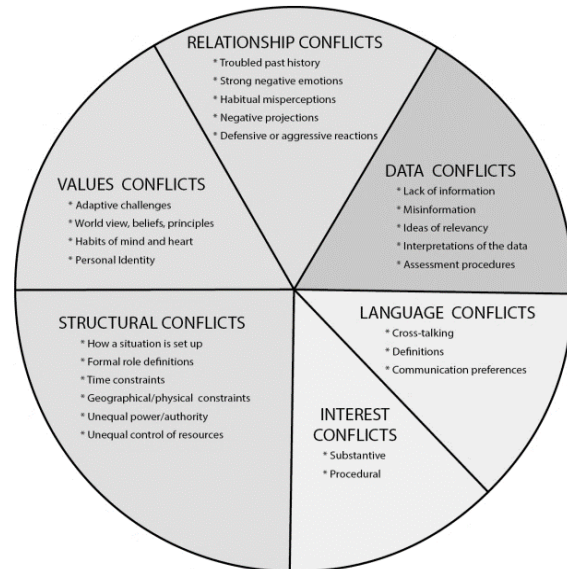 RELATIONSHIP CONFLICTS
* Troubled past history
* Strong negative emotions
* Habitual misperceptions
* Negative projections
* Defensive or aggressive reactions
DATA CONFLICTS
* Lack of information
* Misinformation
* Ideas of relevancy
* Interpretations of the data
* Assessment procedures
LANGUAGE CONFLICTS
* Cross-talking
* Definitions
* Communication preferences
INTEREST
CONFLICTS
* Substantive
* Procedural
STRUCTURAL CONFLICTS
* How a situation is set up
* Formal role definitions
* Time constraints
* Geographical/physical constraints
* Unequal power/authority
* Unequal control of resources
VALUES CONFLICTS
* Adaptive challenges
* World view, beliefs, principles
* Habits of mind and heart
* Personal Identity